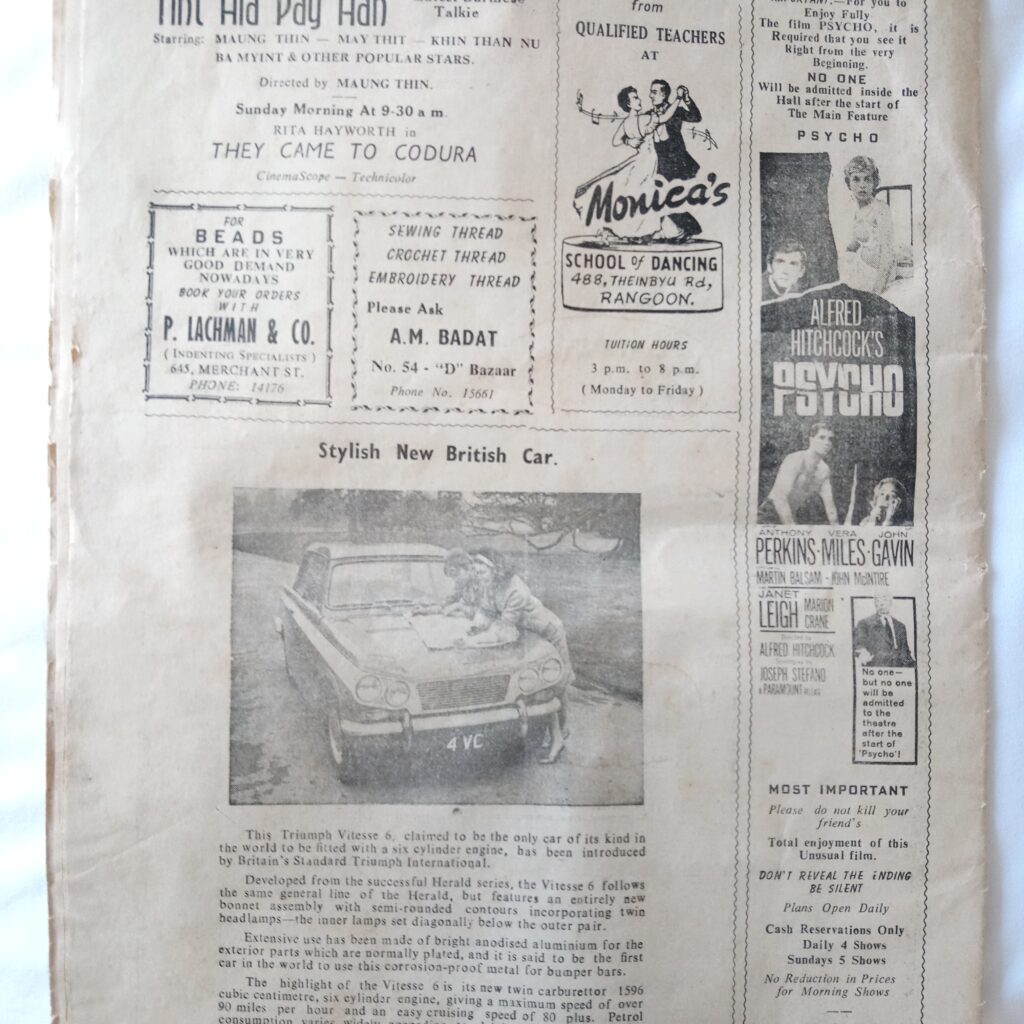 Tint Aid Pay Han
Talkie
Starring: MAUNG THIN — MAY THIT — KHIN THAN NU
BA MYINT & OTHER POPULAR STARS.
Directed by MAUNG THIN.
Sunday Morning At 9-30 a m.
RITA HAYWORTH in
THEY CAME TO CODURA
CinemaScope — Technicolor
FOR
BEADS
WHICH ARE IN VERY
GOOD DEMAND
NOWADAYS
BOOK YOUR ORDERS
WITH
P. LACHMAN & CO.
( INDENTING SPECIALISTS )
645, MERCHANT ST.
PHONE: 14176
SEWING THREAD
CROCHET THREAD
EMBROIDERY THREAD
Please Ask
A.M. BADAT
No. 54 - "D" Bazaar
Phone No. 15661
from
QUALIFIED TEACHERS
AT
Monica's
SCHOOL of DANCING
488, THEINBYU Rd,
RANGOON.
TUITION HOURS
3 p.m. to 8 p.m.
( Monday to Friday )
Stylish New British Car.
4 VC
This Triumph Vitesse 6, claimed to be the only car of its kind in
the world to be fitted with a six cylinder engine, has been introduced
by Britain's Standard Triumph International.
Developed from the successful Herald series, the Vitesse 6 follows
the same general line of the Herald, but features an entirely new
bonnet assembly with semi-rounded contours incorporating twin
headlamps—the inner lamps set diagonally below the outer pair.
Extensive use has been made of bright anodised aluminium for the
exterior parts which are normally plated, and it is said to be the first
car in the world to use this corrosion-proof metal for bumper bars.
The highlight of the Vitesse 6 is its new twin carburettor 1596
cubic centimetre, six cylinder engine, giving a maximum speed of over
90 miles per hour and an easy cruising speed of 80 plus. Petrol
consumption varies widely
For you to
Enjoy Fully
The film PSYCHO, it is
Required that you see it
Right from the very
Beginning.
NO ONE
Will be admitted inside the
Hall after the start of
The Main Feature
PSYCHO
ALFRED
HITCHCOCK'S
PSYCHO
ANTHONY VERA JOHN
PERKINS · MILES · GAVIN
MARTIN BALSAM · JOHN McINTIRE
JANET
LEIGH MARION
CRANE
Directed by
ALFRED HITCHCOCK
JOSEPH STEFANO
A PARAMOUNT RELEASE
No one—
but no one
will be
admitted
to the
theatre
after the
start of
'Psycho'!
MOST IMPORTANT
Please do not kill your
friend's
Total enjoyment of this
Unusual film.
DON'T REVEAL THE ENDING
BE SILENT
Plans Open Daily
Cash Reservations Only
Daily 4 Shows
Sundays 5 Shows
No Reduction in Prices
for Morning Shows